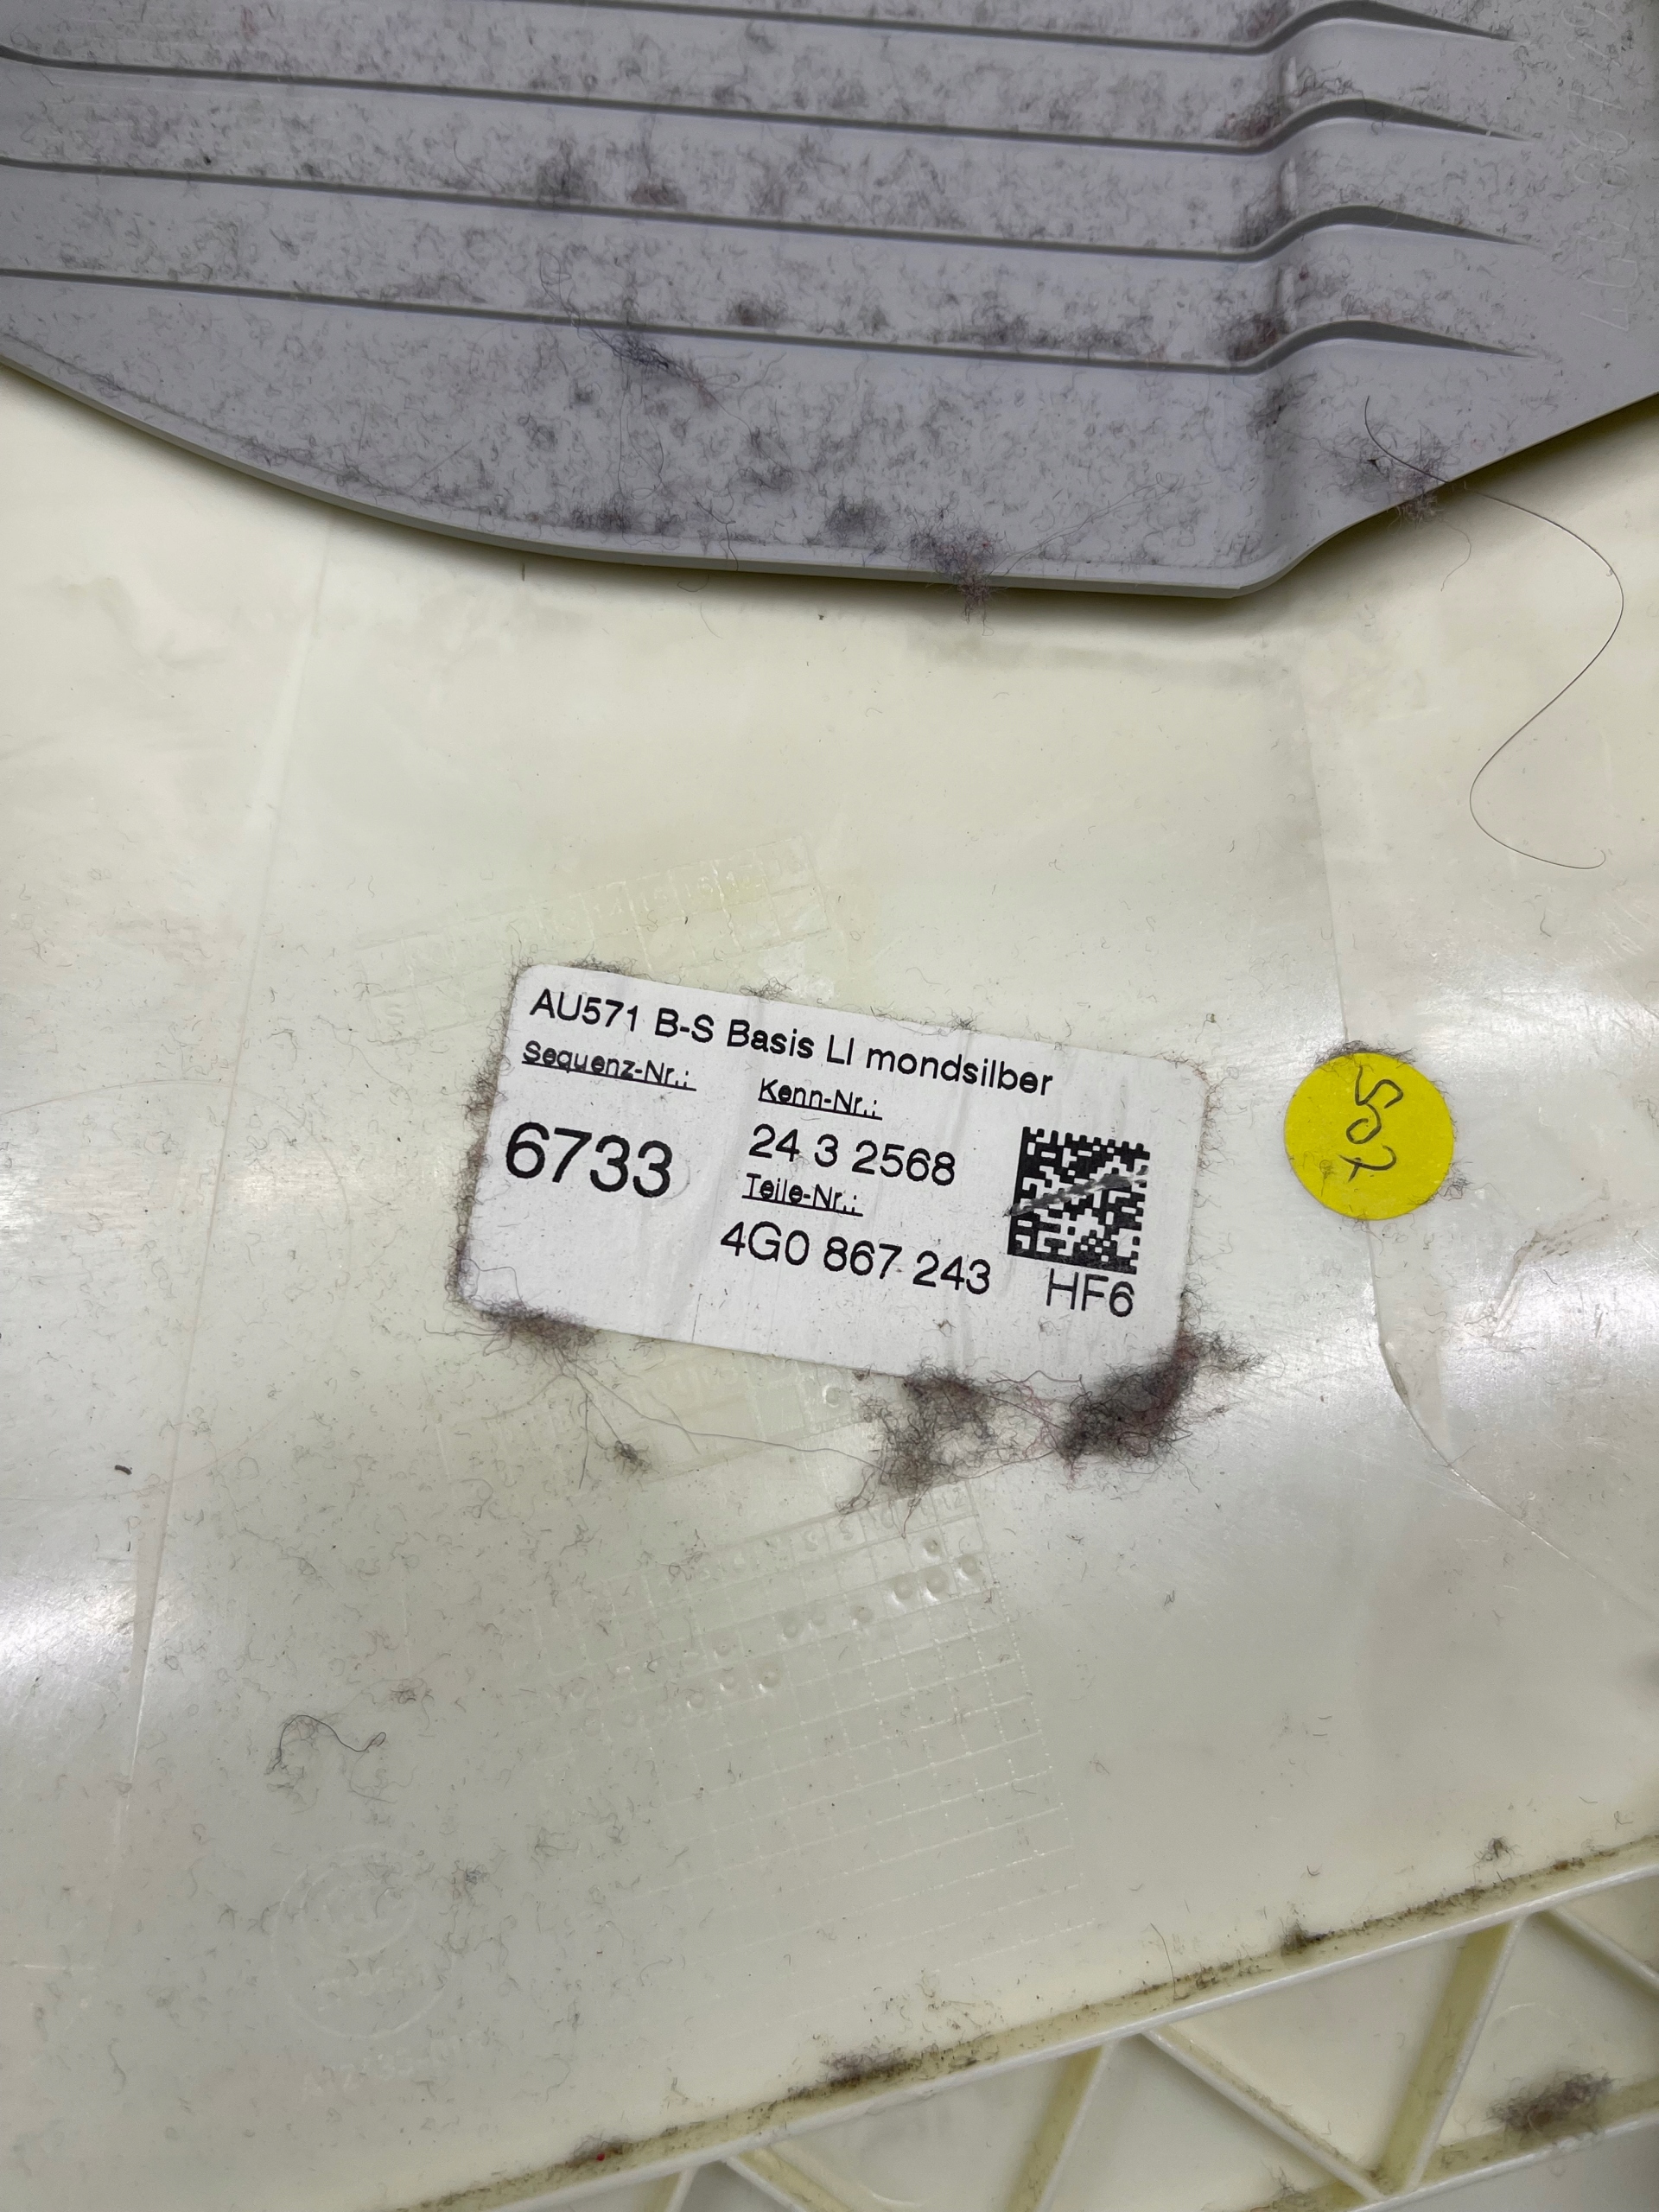 AU571 B-S Basis LI mondsilber
Sequenz-Nr.:
Kenn-Nr.:
6733
24 3 2568
Teile-Nr.:
4G0 867 243
HF6